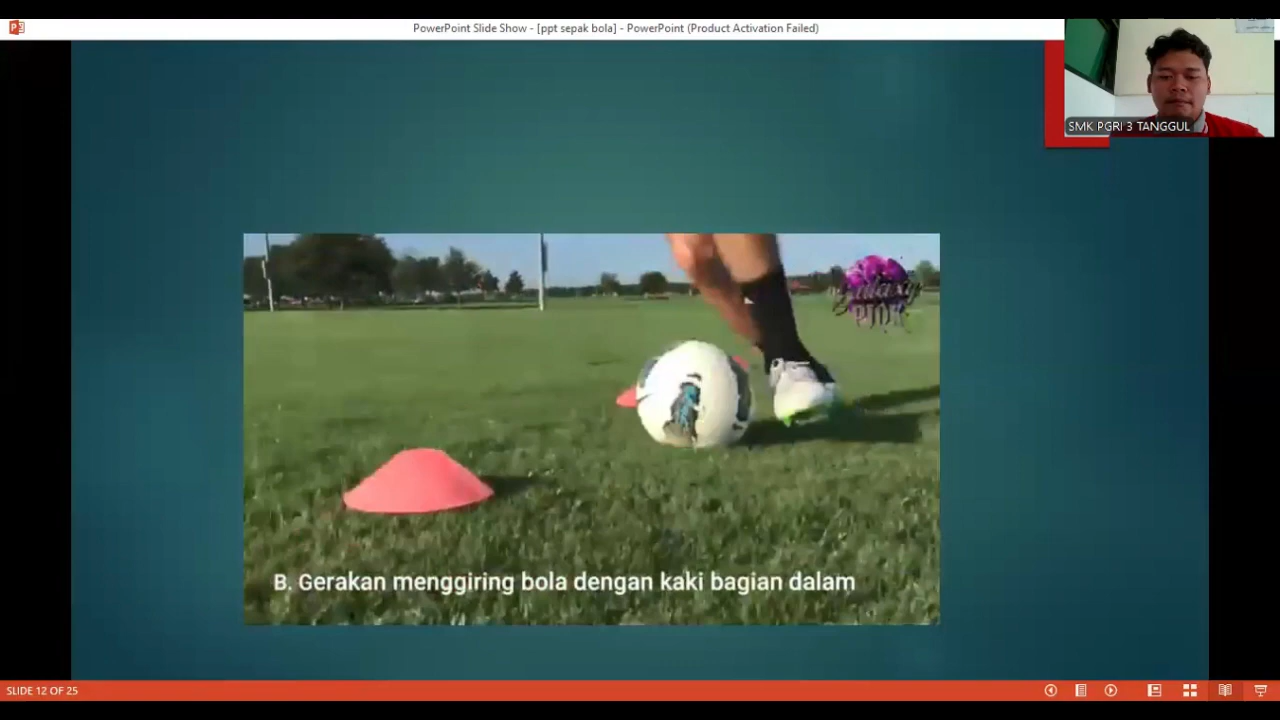 PowerPoint Slide Show - [ppt sepak bola] - PowerPoint (Product Activation Failed)
SMK PGRI 3 TANGGUL
B. Gerakan menggiring bola dengan kaki bagian dalam
SLIDE 12 OF 25